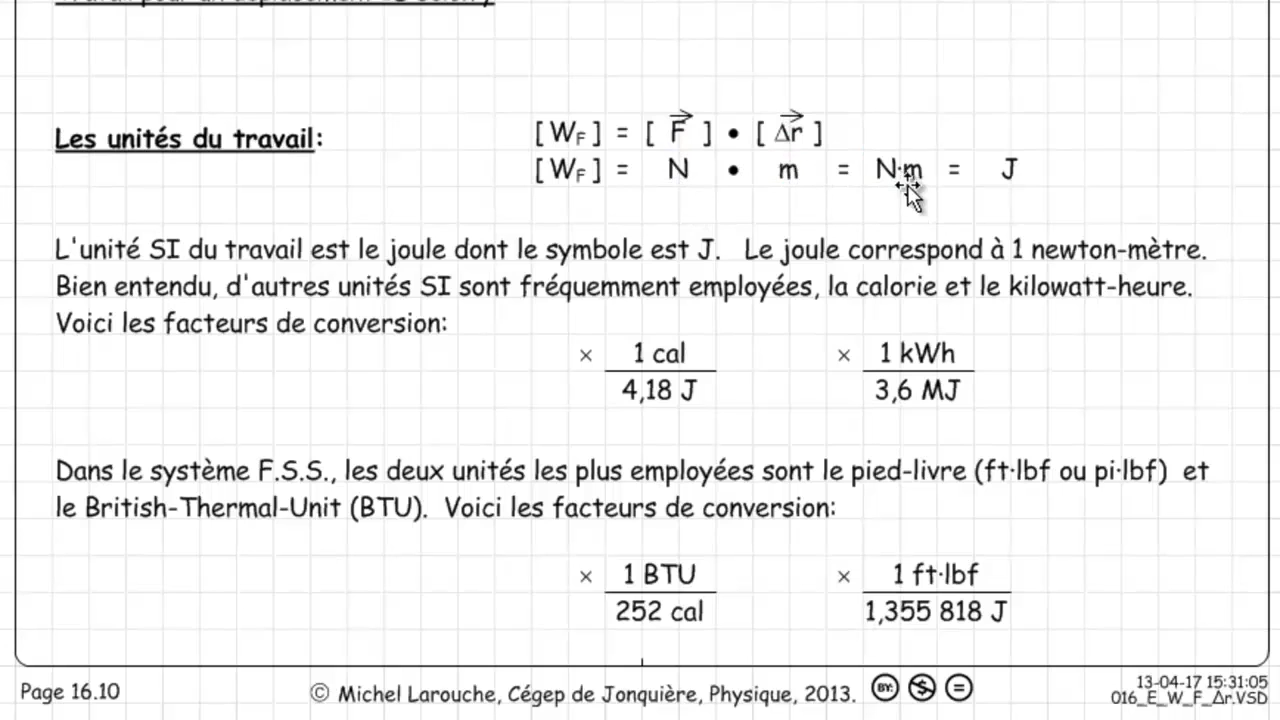 Les unités du travail:
[ WF ] = [ F ] • [ Δr ]
[ WF ] = N • m = N·m = J
L'unité SI du travail est le joule dont le symbole est J. Le joule correspond à 1 newton-mètre.
Bien entendu, d'autres unités SI sont fréquemment employées, la calorie et le kilowatt-heure.
Voici les facteurs de conversion:
× 1 cal × 1 kWh
4,18 J 3,6 MJ
Dans le système F.S.S., les deux unités les plus employées sont le pied-livre (ft·lbf ou pi·lbf) et
le British-Thermal-Unit (BTU). Voici les facteurs de conversion:
× 1 BTU × 1 ft·lbf
252 cal 1,355 818 J
Page 16.10
© Michel Larouche, Cégep de Jonquière, Physique, 2013.
BY: $ =
13-04-17 15:31:05
016_E_W_F_Δr.VSD